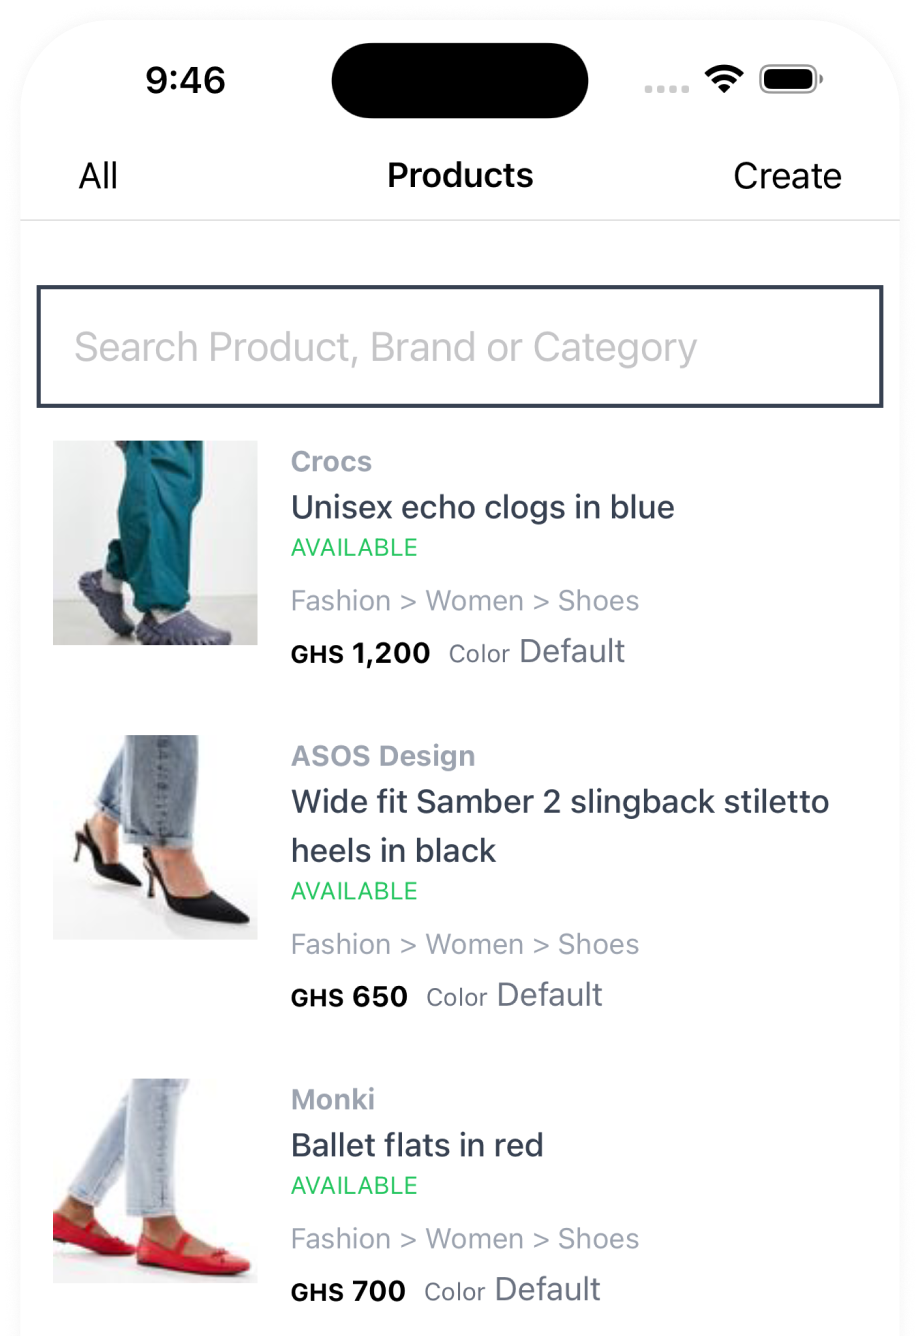 9:46
All Products Create
Search Product, Brand or Category
Crocs
Unisex echo clogs in blue
AVAILABLE
Fashion > Women > Shoes
GHS 1,200 Color Default
ASOS Design
Wide fit Samber 2 slingback stiletto
heels in black
AVAILABLE
Fashion > Women > Shoes
GHS 650 Color Default
Monki
Ballet flats in red
AVAILABLE
Fashion > Women > Shoes
GHS 700 Color Default